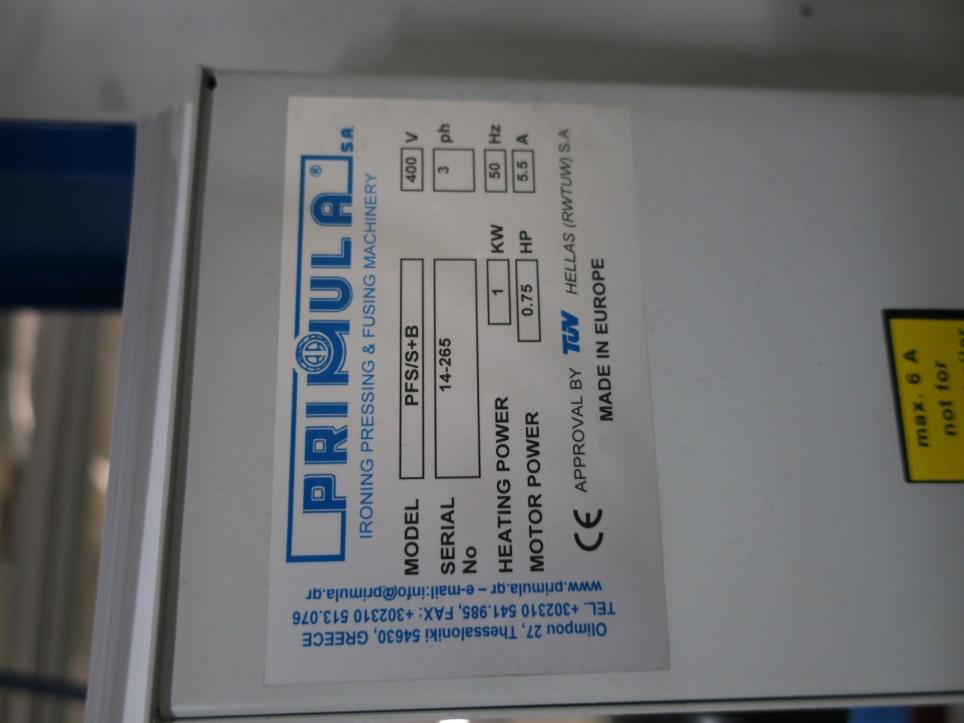 PRIMULA® S.A.
IRONING PRESSING & FUSING MACHINERY
MODEL PFS/S+B 400 V
SERIAL No 14-265 3 ph
HEATING POWER 1 KW 50 Hz
MOTOR POWER 0.75 HP 5.5 A
CE APPROVAL BY TÜV HELLAS (RWTUW) S.A
MADE IN EUROPE
Olimpou 27, Thessaloniki 54630, GREECE
TEL. +302310 541.985, FAX: +302310 513.076
www.primula.gr – e-mail:info@primula.gr
max. 6 A
not for